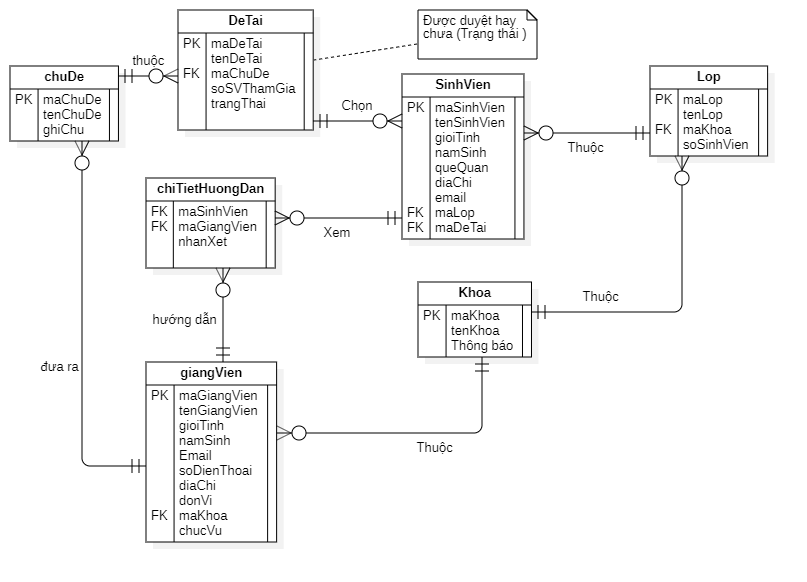 DeTai
PK maDeTai
tenDeTai
FK maChuDe
soSVThamGia
trangThai
Được duyệt hay
chưa (Trạng thái )
thuộc
chuDe
PK maChuDe
tenChuDe
ghiChu
Chọn
SinhVien
PK maSinhVien
tenSinhVien
gioiTinh
namSinh
queQuan
diaChi
email
FK maLop
FK maDeTai
Thuộc
Lop
PK maLop
tenLop
FK maKhoa
soSinhVien
chiTietHuongDan
FK maSinhVien
FK maGiangVien
nhanXet
Xem
hướng dẫn
Khoa
PK maKhoa
tenKhoa
Thông báo
Thuộc
đưa ra
giangVien
PK maGiangVien
tenGiangVien
gioiTinh
namSinh
Email
soDienThoai
diaChi
donVi
FK maKhoa
chucVu
Thuộc